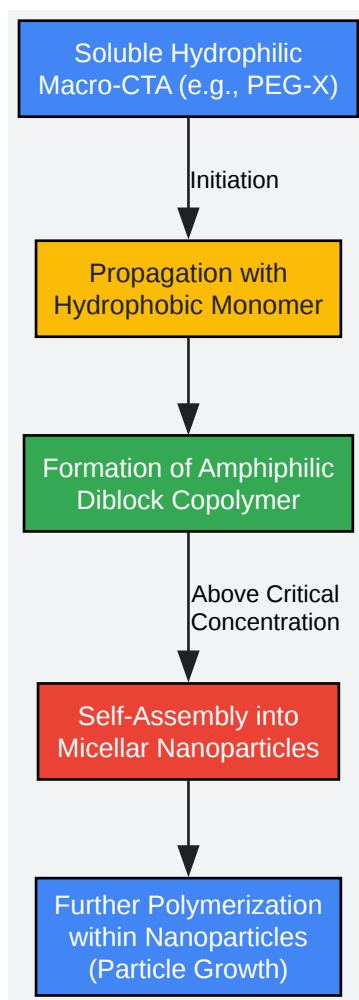 Soluble Hydrophilic
Macro-CTA (e.g., PEG-X)
Initiation
Propagation with
Hydrophobic Monomer
Formation of Amphiphilic
Diblock Copolymer
Above Critical
Concentration
Self-Assembly into
Micellar Nanoparticles
Further Polymerization
within Nanoparticles
(Particle Growth)